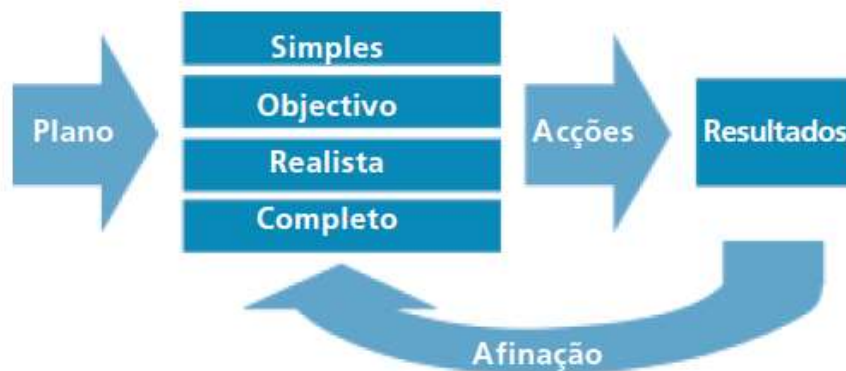 Plano
Simples
Objectivo
Realista
Completo
Acções
Resultados
Afinação